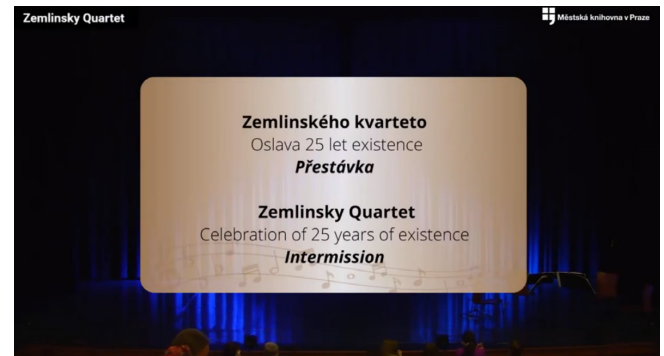 Zemlinsky Quartet
Městská knihovna v Praze
Zemlinského kvarteto
Oslava 25 let existence
Přestávka
Zemlinsky Quartet
Celebration of 25 years of existence
Intermission